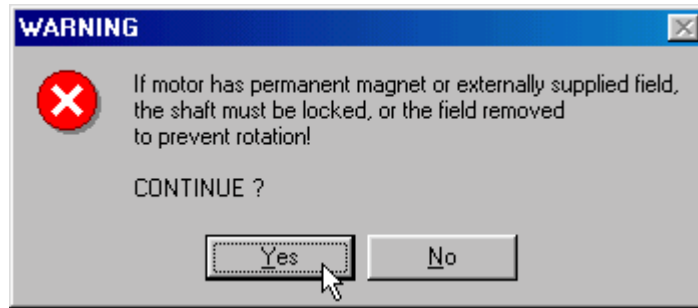 WARNING
If motor has permanent magnet or externally supplied field,
the shaft must be locked, or the field removed
to prevent rotation!
CONTINUE ?
Yes No